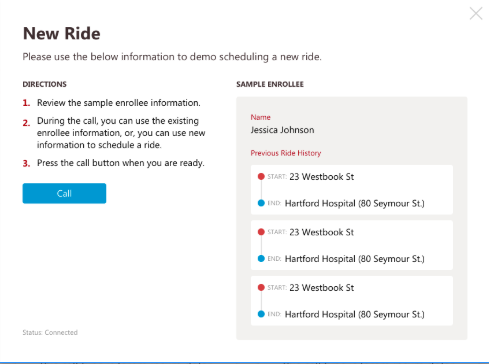 New Ride
Please use the below information to demo scheduling a new ride.
DIRECTIONS
1. Review the sample enrollee information.
2. During the call, you can use the existing
enrollee information, or, you can use new
information to schedule a ride.
3. Press the call button when you are ready.
Call
Status: Connected
SAMPLE ENROLLEE
Name
Jessica Johnson
Previous Ride History
START: 23 Westbook St
END: Hartford Hospital (80 Seymour St.)
START: 23 Westbook St
END: Hartford Hospital (80 Seymour St.)
START: 23 Westbook St
END: Hartford Hospital (80 Seymour St.)